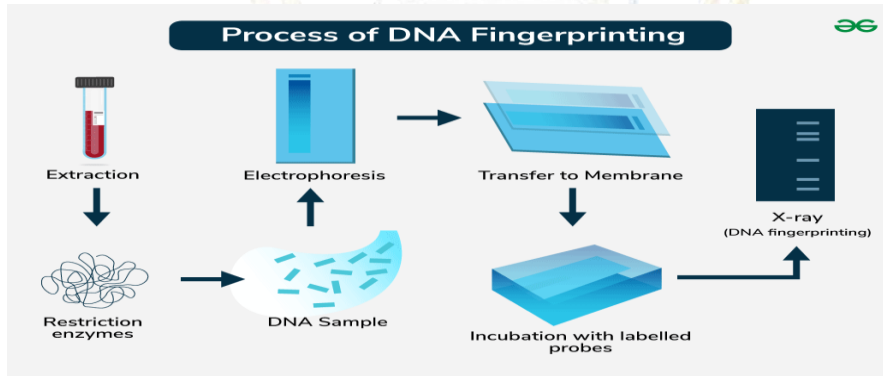 Process of DNA Fingerprinting
Extraction
Electrophoresis
Transfer to Membrane
X-ray
(DNA fingerprinting)
Restriction
enzymes
DNA Sample
Incubation with labelled
probes